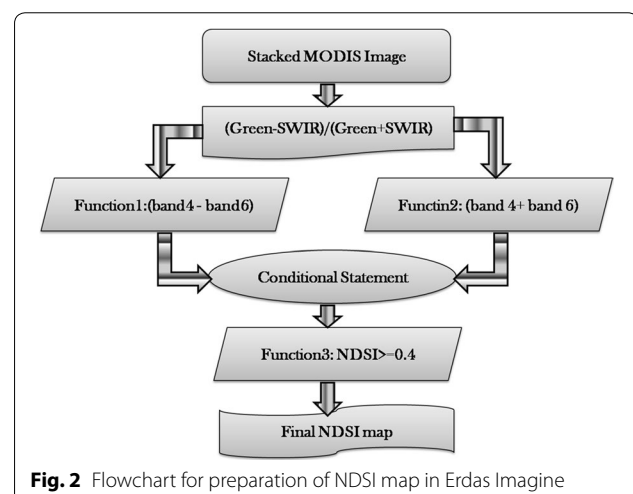 Stacked MODIS Image
(Green-SWIR)/(Green+SWIR)
Function1:(band4 - band6)
Functin2: (band 4+ band 6)
Conditional Statement
Function3: NDSI>=0.4
Final NDSI map
Fig. 2 Flowchart for preparation of NDSI map in Erdas Imagine